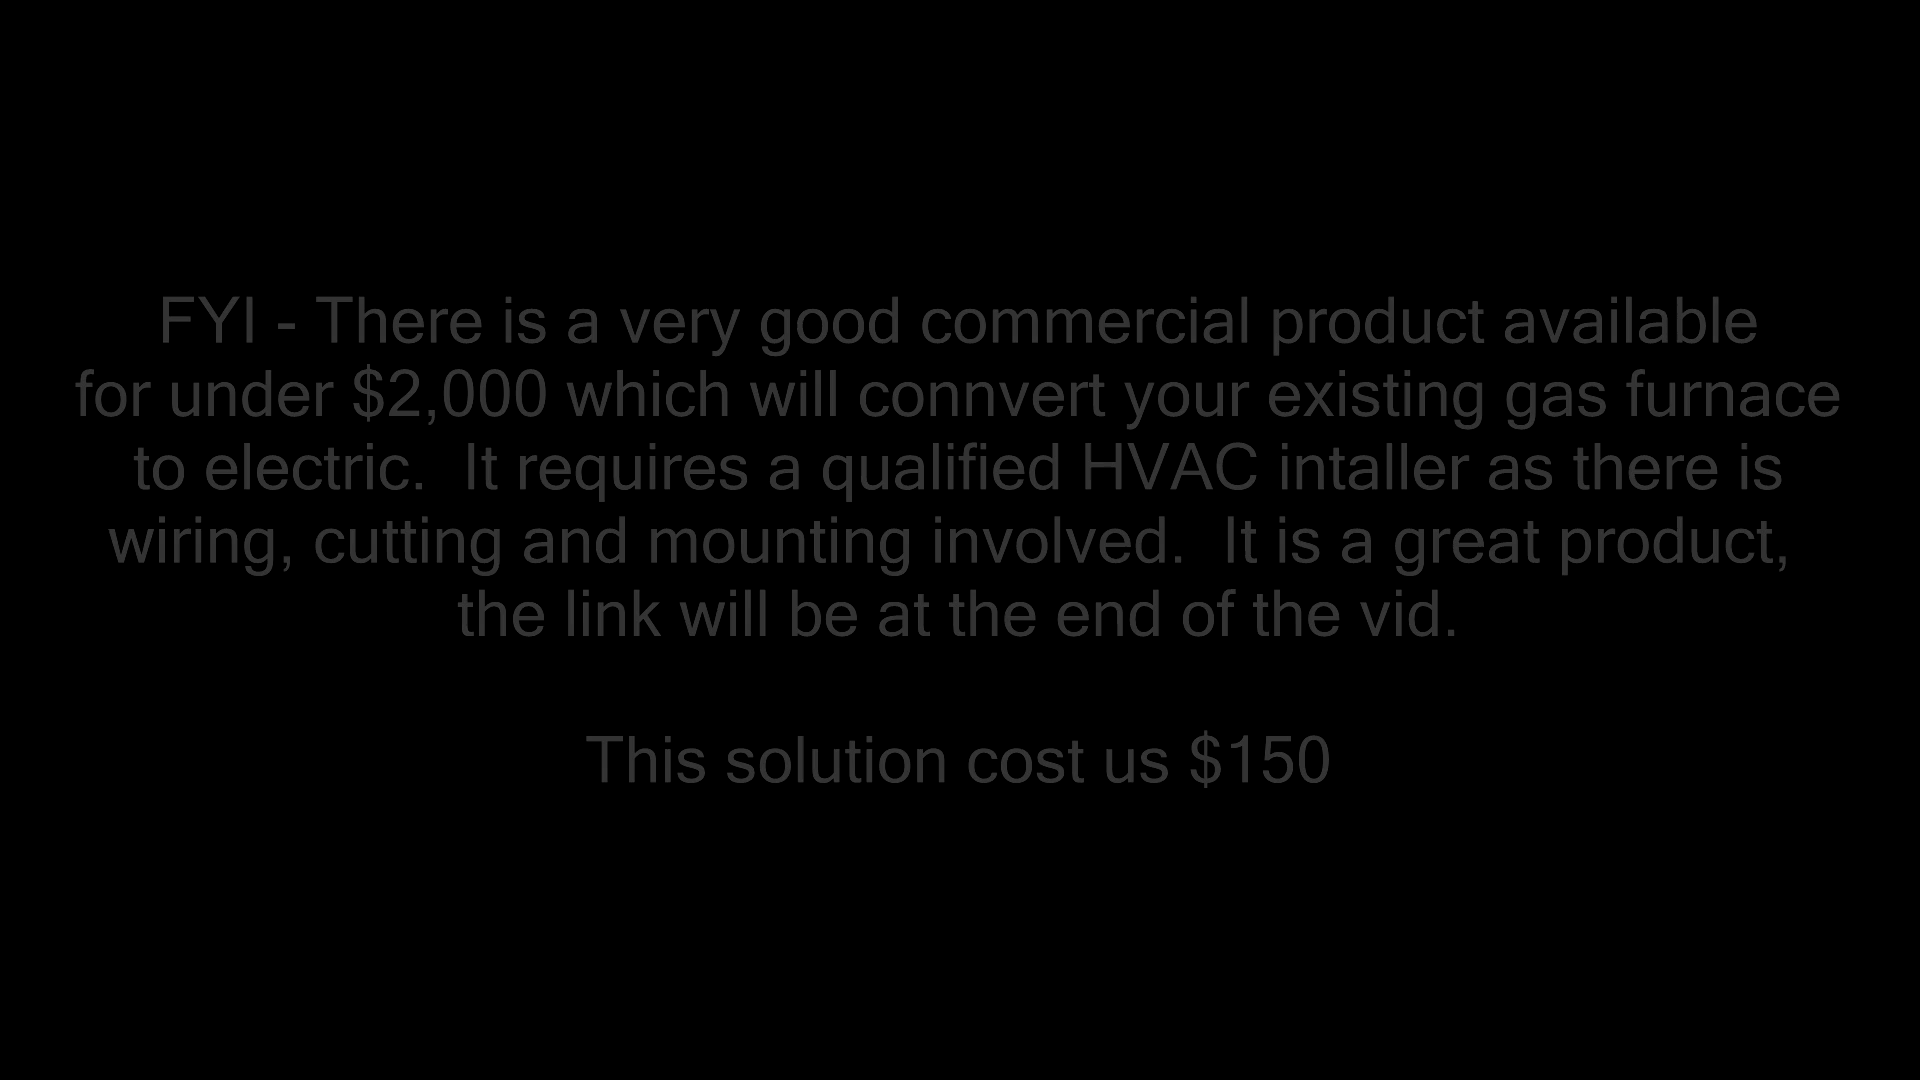 FYI - There is a very good commercial product available
for under $2,000 which will connvert your existing gas furnace
to electric.  It requires a qualified HVAC intaller as there is
wiring, cutting and mounting involved.  It is a great product,
the link will be at the end of the vid.
This solution cost us $150